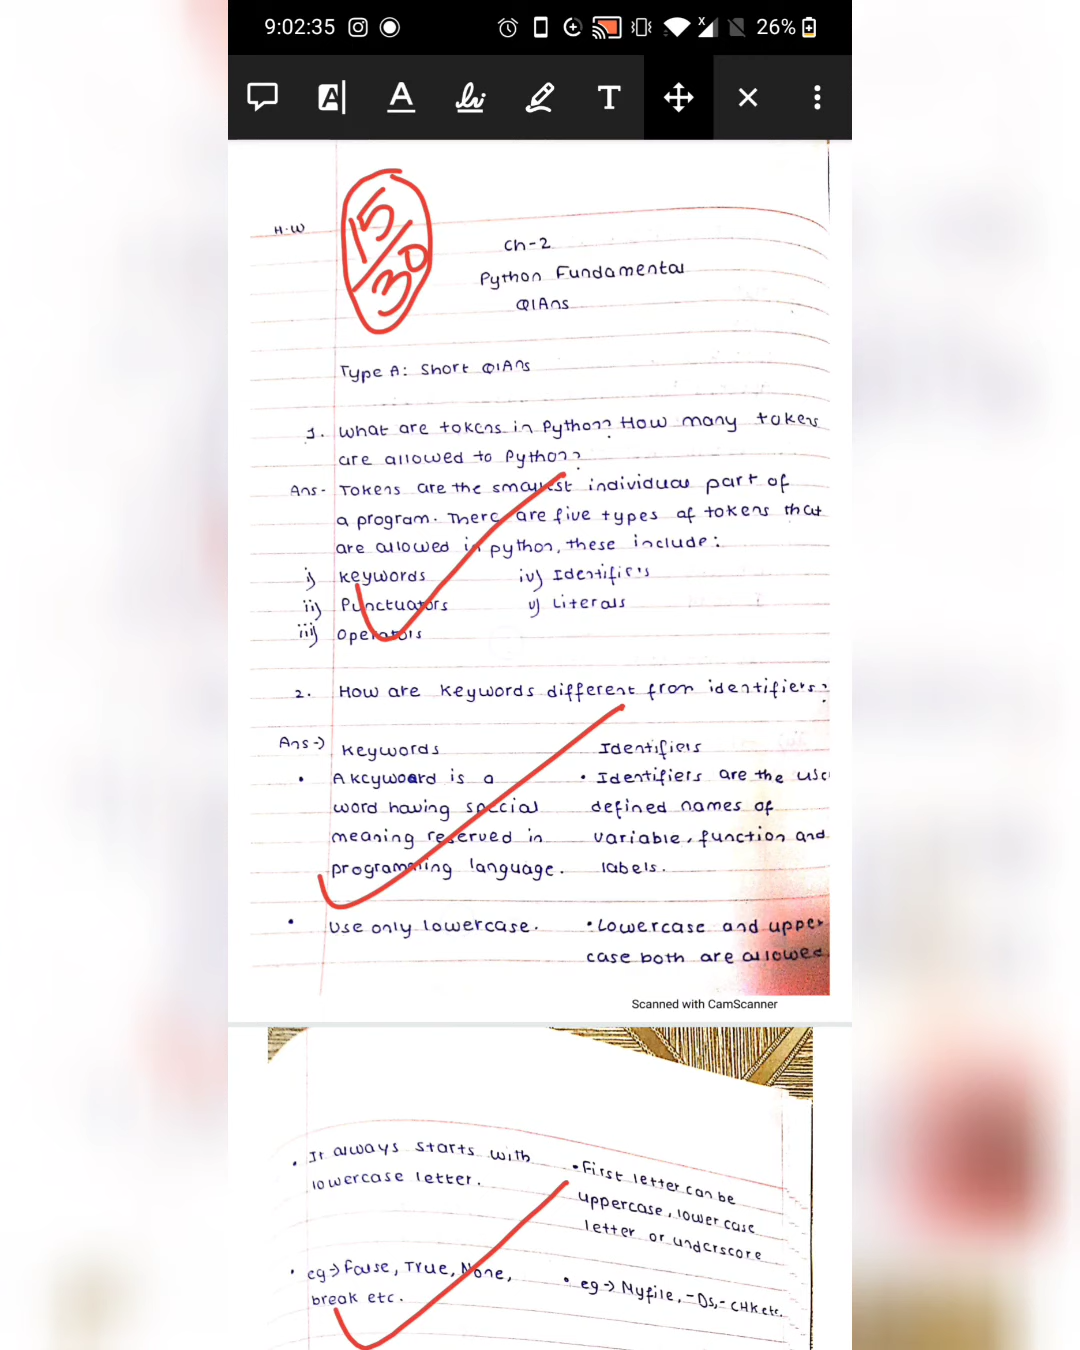 9:02:35
26%
H.W
15/30
Ch-2
Python Fundamental
Q/Ans
Type A: Short Q/Ans
1. What are tokens in Python? How many tokens
are allowed to Python?
Ans- Tokens are the smallest individual part of
a program. There are five types of tokens that
are allowed in python, these include:
i) Keywords iv) Identifiers
ii) Punctuators v) Literals
iii) Operators
2. How are keywords different from identifiers?
Ans-) Keywords Identifiers
• A keyword is a • Identifiers are the use
word having special defined names of
meaning reserved in variable, function and
programming language. labels.
• Use only lowercase. • Lowercase and upper
case both are allowed
Scanned with CamScanner
• It always starts with • First letter can be
lowercase letter. uppercase, lower case
letter or underscore
• eg→ False, True, None, • eg→ Myfile, -Ds, -CHK etc.
break etc.